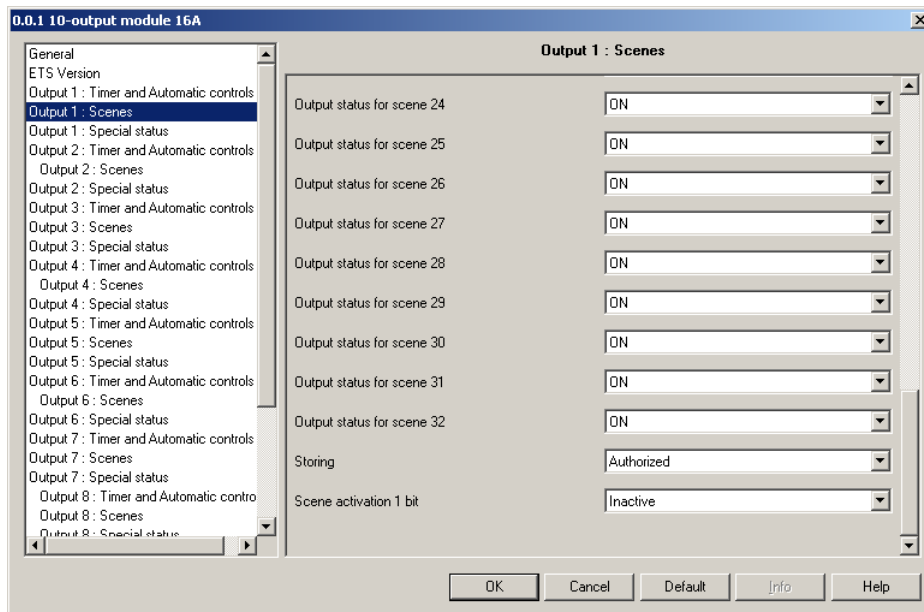 0.0.1 10-output module 16A
General
ETS Version
Output 1 : Timer and Automatic controls
Output 1 : Scenes
Output 1 : Special status
Output 2 : Timer and Automatic controls
Output 2 : Scenes
Output 2 : Special status
Output 3 : Timer and Automatic controls
Output 3 : Scenes
Output 3 : Special status
Output 4 : Timer and Automatic controls
Output 4 : Scenes
Output 4 : Special status
Output 5 : Timer and Automatic controls
Output 5 : Scenes
Output 5 : Special status
Output 6 : Timer and Automatic controls
Output 6 : Scenes
Output 6 : Special status
Output 7 : Timer and Automatic controls
Output 7 : Scenes
Output 7 : Special status
Output 8 : Timer and Automatic contro
Output 8 : Scenes
Output 8 : Special status
Output 1 : Scenes
Output status for scene 24 ON
Output status for scene 25 ON
Output status for scene 26 ON
Output status for scene 27 ON
Output status for scene 28 ON
Output status for scene 29 ON
Output status for scene 30 ON
Output status for scene 31 ON
Output status for scene 32 ON
Storing Authorized
Scene activation 1 bit Inactive
OK Cancel Default Info Help